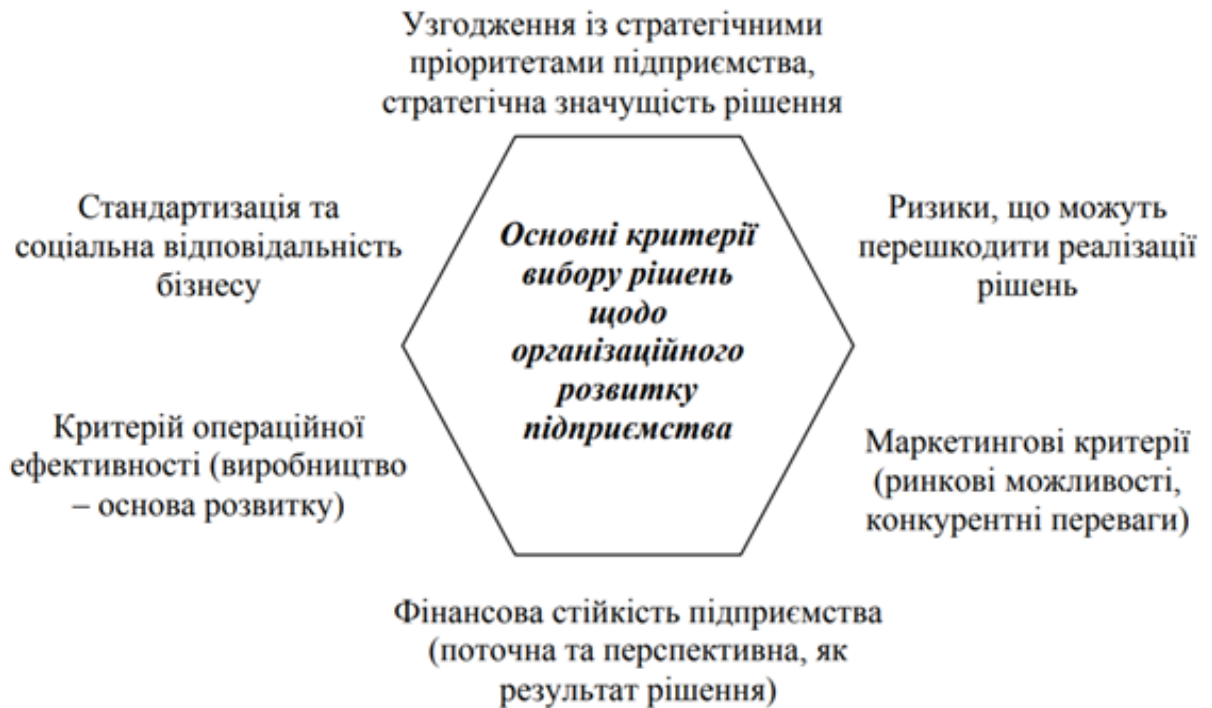 Узгодження із стратегічними
пріоритетами підприємства,
стратегічна значущість рішення
Стандартизація та
соціальна відповідальність
бізнесу
Основні критерії
вибору рішень
щодо
організаційного
розвитку
підприємства
Ризики, що можуть
перешкодити реалізації
рішень
Критерій операційної
ефективності (виробництво
– основа розвитку)
Маркетингові критерії
(ринкові можливості,
конкурентні переваги)
Фінансова стійкість підприємства
(поточна та перспективна, як
результат рішення)